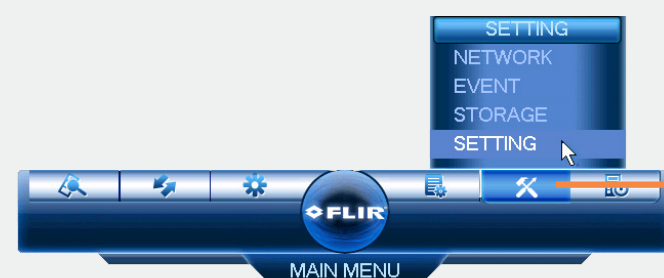 SETTING
NETWORK
EVENT
STORAGE
SETTING
FLIR
MAIN MENU